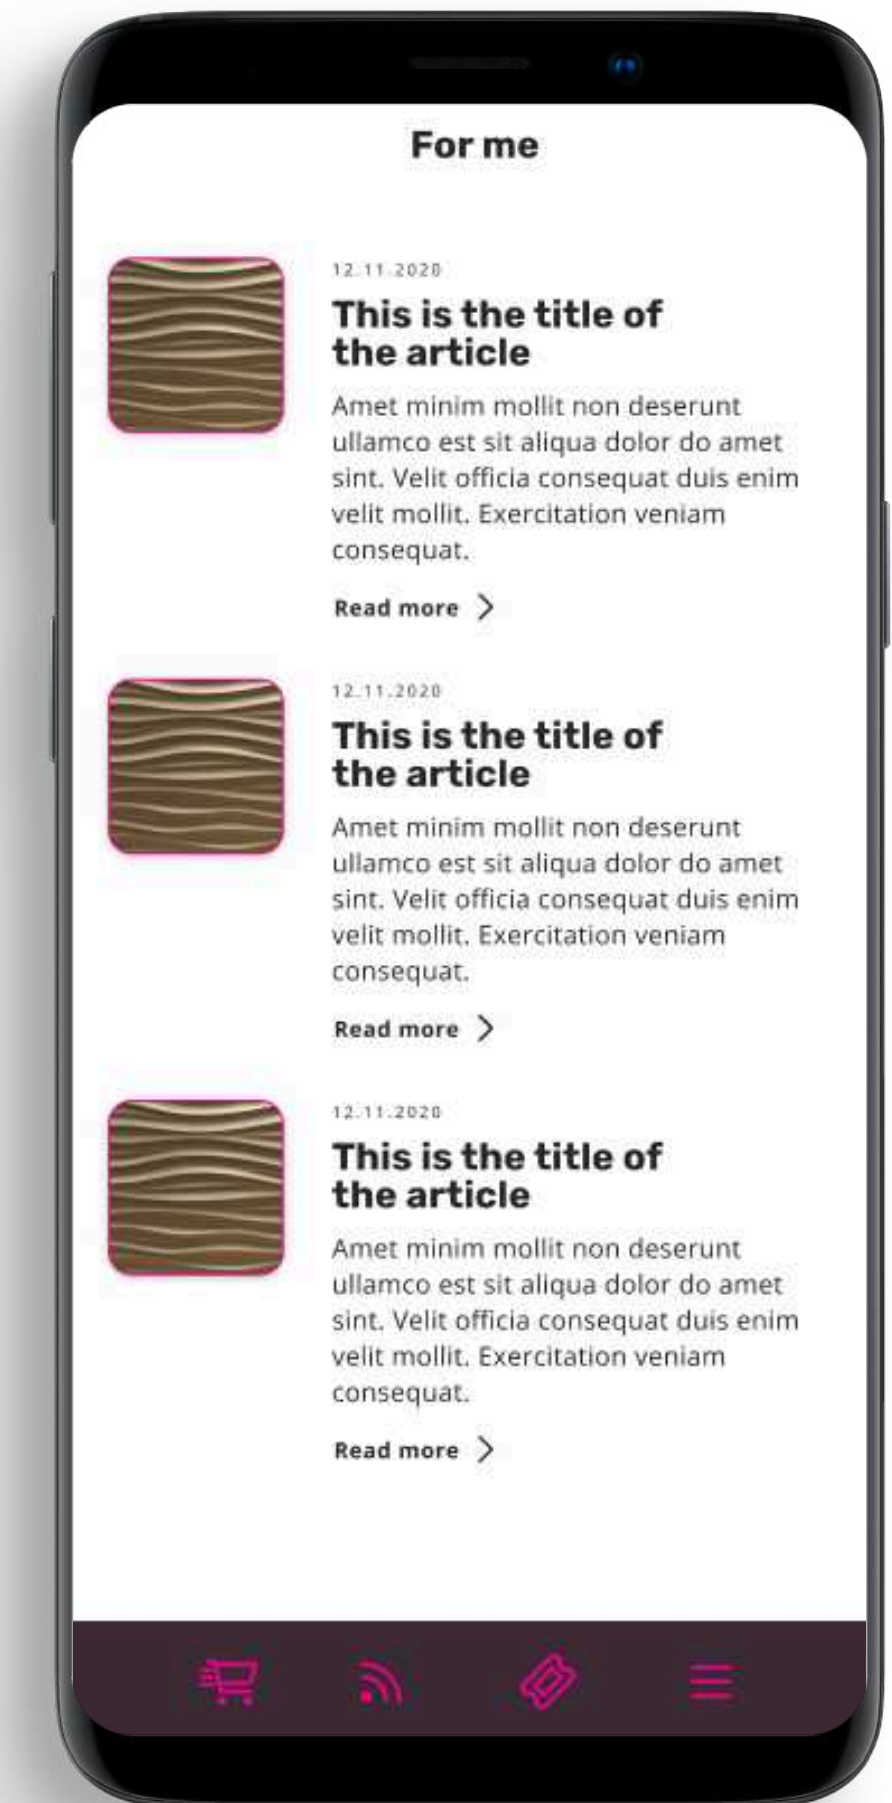 For me
12.11.2020
This is the title of
the article
Amet minim mollit non deserunt
ullamco est sit aliqua dolor do amet
sint. Velit officia consequat duis enim
velit mollit. Exercitation veniam
consequat.
Read more
12.11.2020
This is the title of
the article
Amet minim mollit non deserunt
ullamco est sit aliqua dolor do amet
sint. Velit officia consequat duis enim
velit mollit. Exercitation veniam
consequat.
Read more
12.11.2020
This is the title of
the article
Amet minim mollit non deserunt
ullamco est sit aliqua dolor do amet
sint. Velit officia consequat duis enim
velit mollit. Exercitation veniam
consequat.
Read more